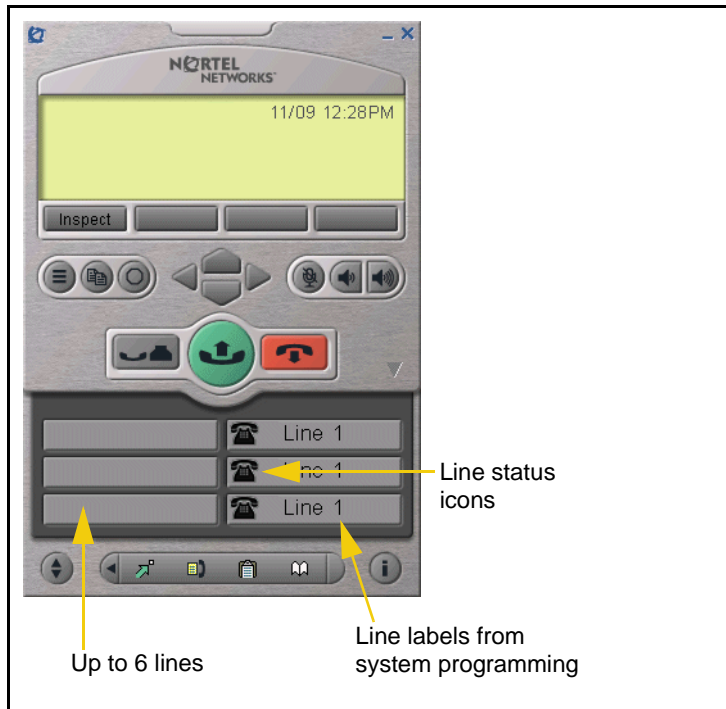 NORTEL
NETWORKS
11/09 12:28PM
Inspect
Line 1
Line 1
Line 1
Line status
icons
Up to 6 lines
Line labels from
system programming